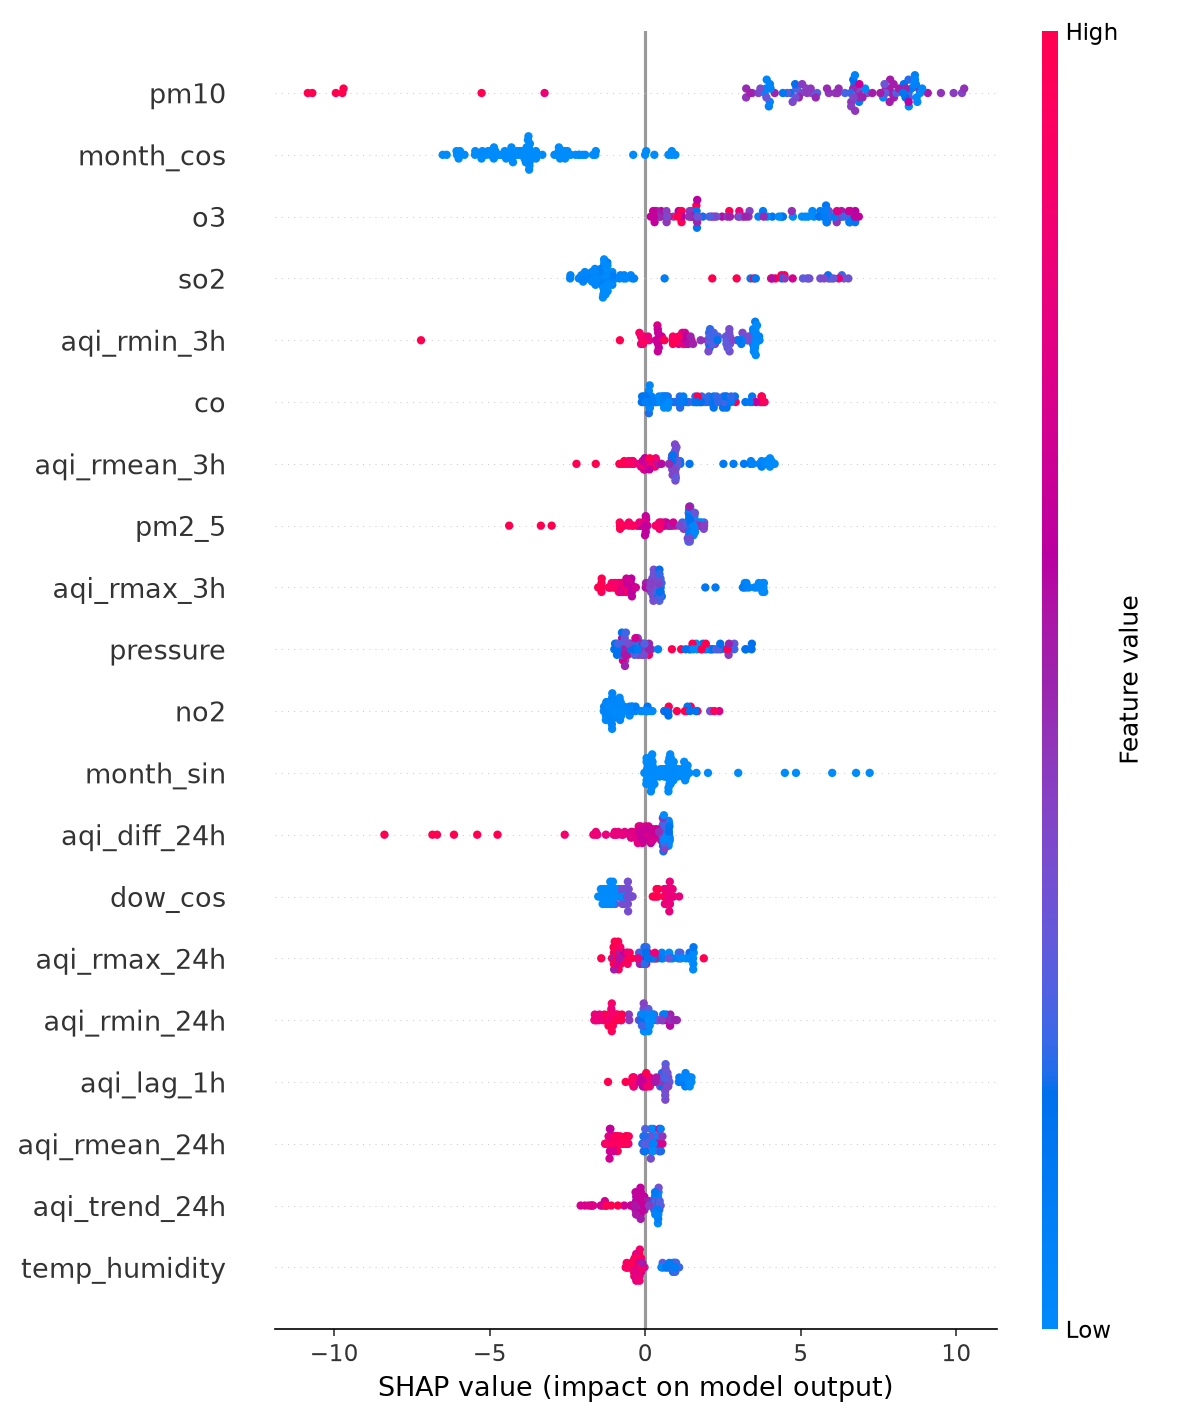 High
pm10
month_cos
o3
so2
aqi_rmin_3h
co
aqi_rmean_3h
pm2_5
aqi_rmax_3h
pressure
no2
month_sin
aqi_diff_24h
dow_cos
aqi_rmax_24h
aqi_rmin_24h
aqi_lag_1h
aqi_rmean_24h
aqi_trend_24h
temp_humidity
Feature value
Low
−10 −5 0 5 10
SHAP value (impact on model output)